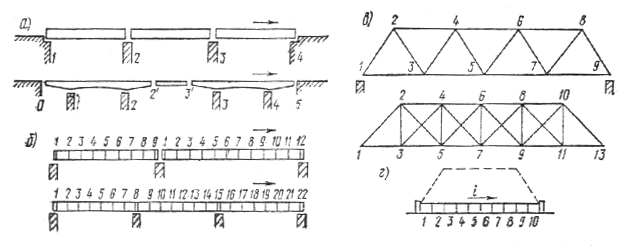 а)
1 2 3 4
0 1 2 2' 3' 3 4 5
б)
1 2 3 4 5 6 7 8 9 1 2 3 4 5 6 7 8 9 10 11 12
1 2 3 4 5 6 7 8 9 10 11 12 13 14 15 16 17 18 19 20 21 22
в)
2 4 6 8
1 3 5 7 9
2 4 6 8 10
1 3 5 7 9 11 13
г)
i
1 2 3 4 5 6 7 8 9 10